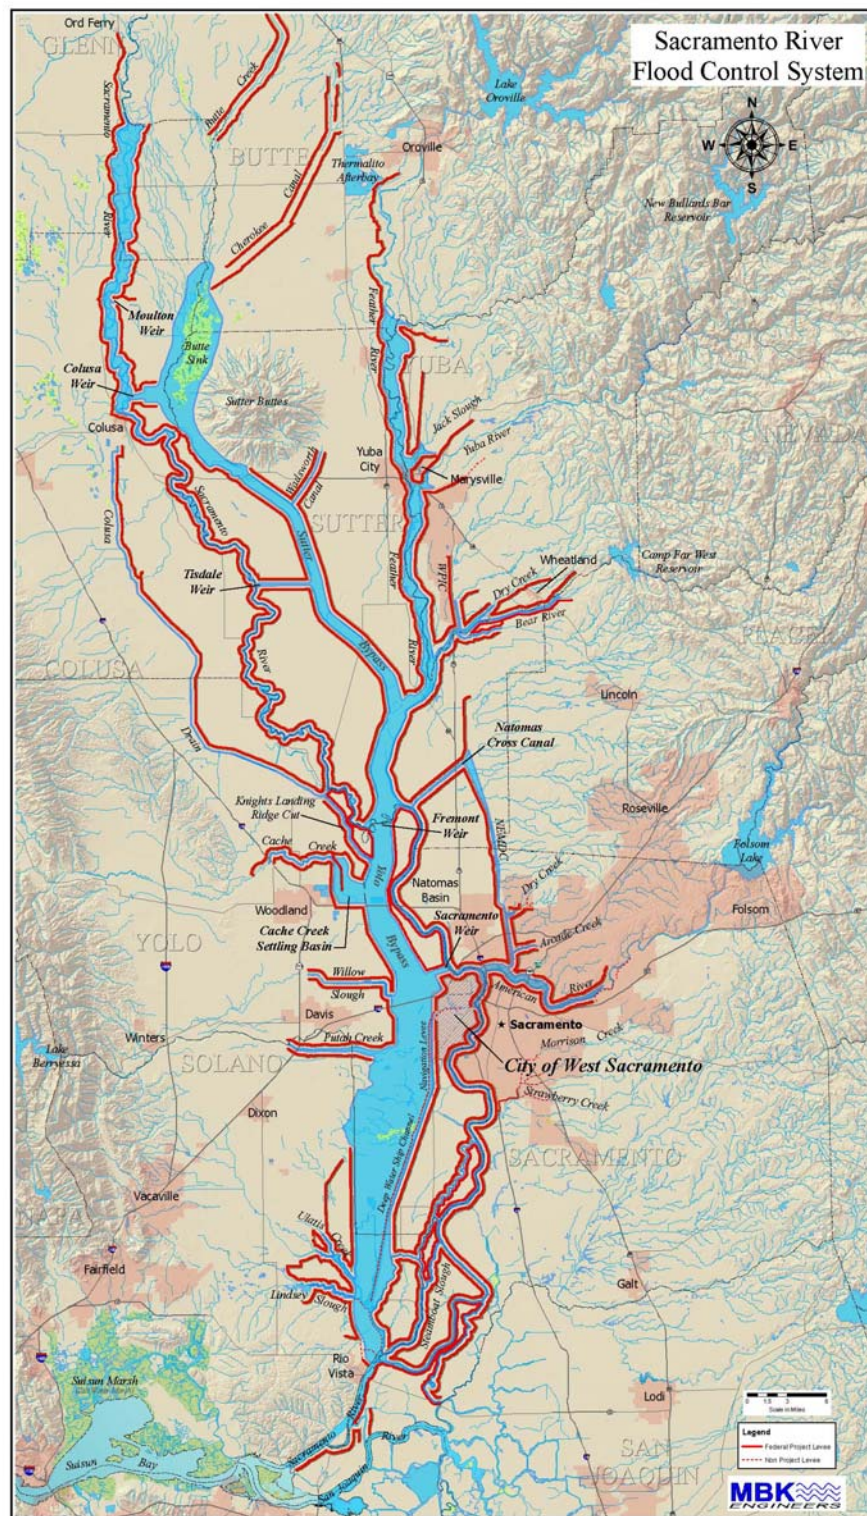 Sacramento River
Flood Control System
N
W
E
S
Ord Ferry
GLENN
Sacramento
River
Butte
Creek
BUTTE
Lake
Oroville
Oroville
Thermalito
Afterbay
New Bullards Bar
Reservoir
Cherokee
Canal
Moulton
Weir
Butte
Sink
Feather
River
YUBA
Colusa
Weir
Colusa
Sutter Buttes
Jack Slough
Yuba River
NEVADA
Yuba
City
Marysville
Wadsworth
Canal
SUTTER
Sacramento
River
Colusa
Drain
Sutter
Bypass
Tisdale
Weir
Feather
River
WPIC
Dry Creek
Wheatland
Bear River
Camp Far West
Reservoir
PLACER
COLUSA
Lincoln
Natomas
Cross Canal
Knights Landing
Ridge Cut
Fremont
Weir
NEMDC
Roseville
Cache
Creek
Folsom
Lake
Yolo
Bypass
Natomas
Basin
Dry Creek
Woodland
Sacramento
Weir
Folsom
Cache Creek
Settling Basin
Arcade Creek
YOLO
Willow
Slough
American
River
Davis
Sacramento
Morrison
Creek
Winters
Putah Creek
Lake
Berryessa
SOLANO
City of West Sacramento
Navigation Levee
Deep Water Ship Channel
Strawberry Creek
Dixon
SACRAMENTO
Vacaville
NAPA
Ulatis
Creek
Fairfield
Lindsey
Slough
Steamboat Slough
Galt
Rio
Vista
Suisun Marsh
Lodi
Suisun
Bay
Sacramento
River
San Joaquin
River
SAN
JOAQUIN
Scale in Miles
Legend
Federal Project Levee
Non Project Levee
MBK
ENGINEERS